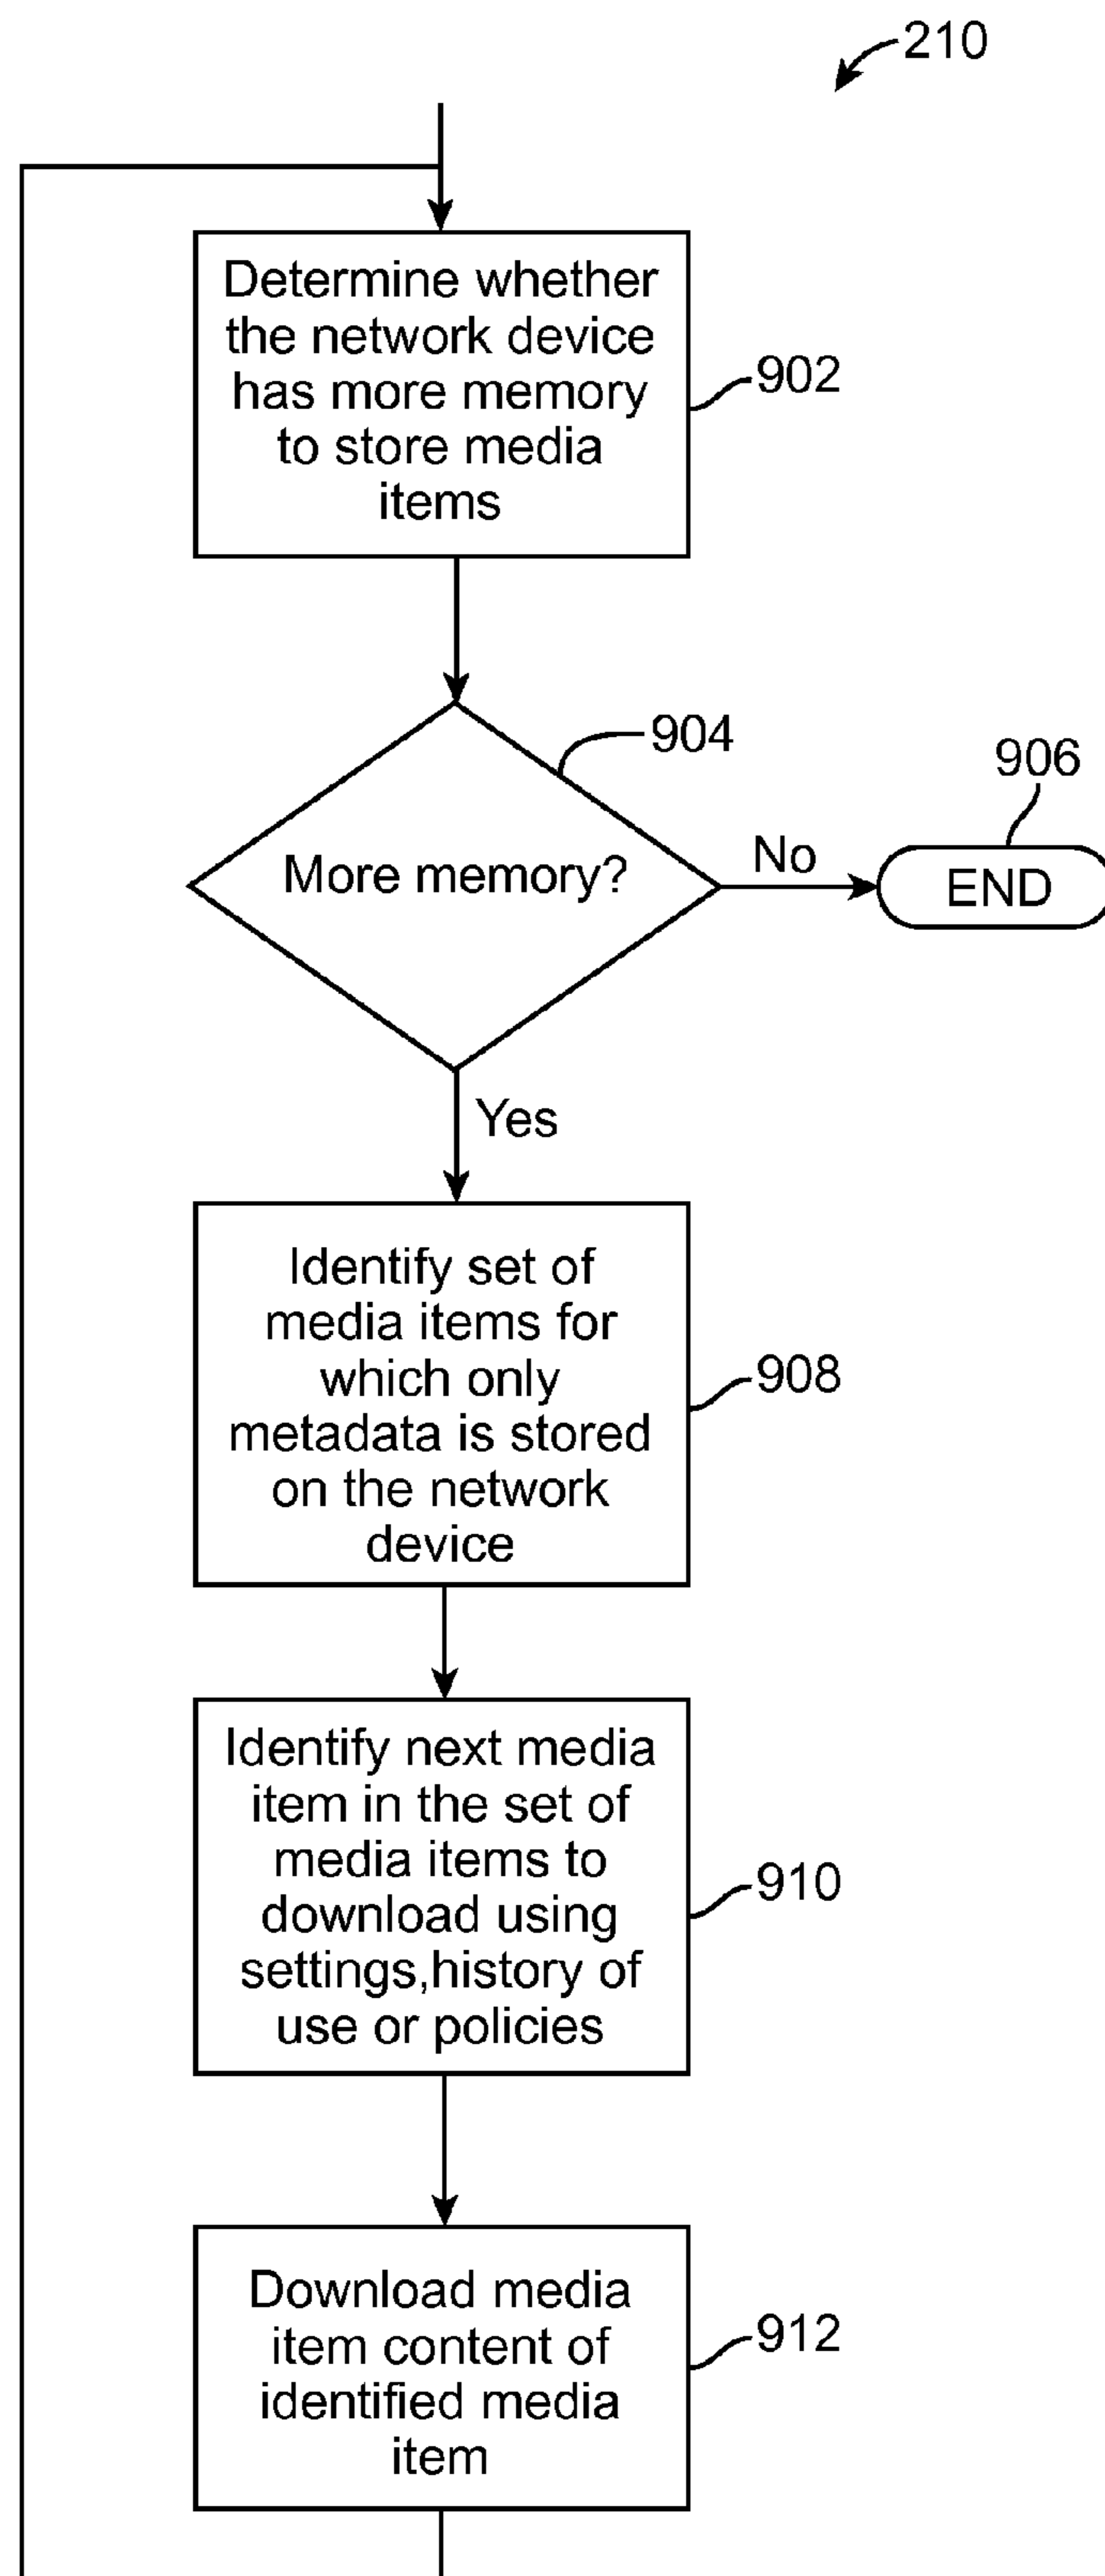 210
Determine whether
the network device
has more memory
to store media
items
902
904
More memory?
No
906
END
Yes
Identify set of
media items for
which only
metadata is stored
on the network
device
908
Identify next media
item in the set of
media items to
download using
settings,history of
use or policies
910
Download media
item content of
identified media
item
912